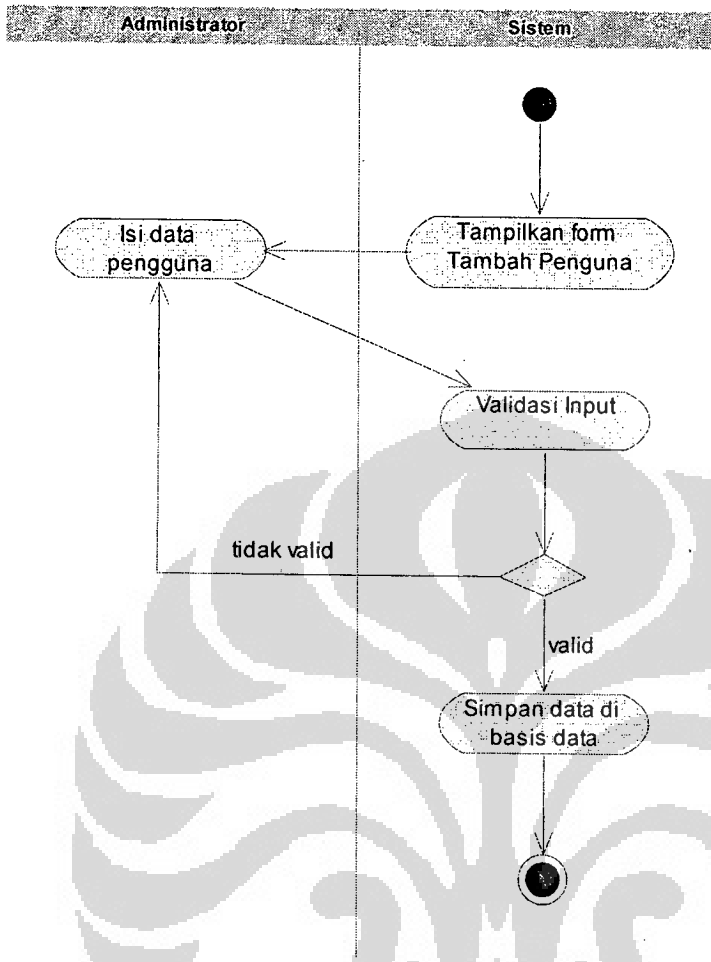 Administrator
Sistem
Isi data
pengguna
Tampilkan form
Tambah Penguna
Validasi Input
tidak valid
valid
Simpan data di
basis data